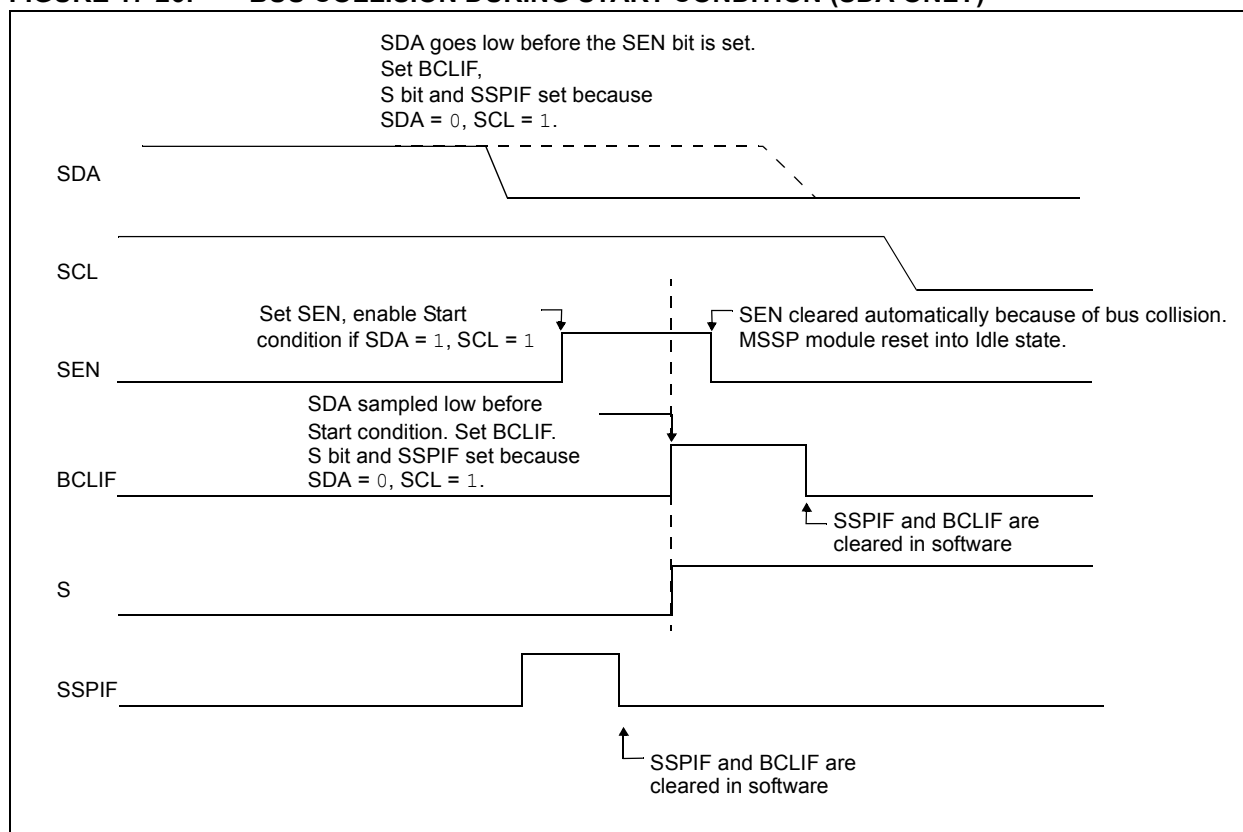 SDA goes low before the SEN bit is set.
Set BCLIF,
S bit and SSPIF set because
SDA = 0, SCL = 1.
SDA
SCL
Set SEN, enable Start
condition if SDA = 1, SCL = 1
SEN cleared automatically because of bus collision.
MSSP module reset into Idle state.
SEN
SDA sampled low before
Start condition. Set BCLIF.
S bit and SSPIF set because
SDA = 0, SCL = 1.
BCLIF
SSPIF and BCLIF are
cleared in software
S
SSPIF
SSPIF and BCLIF are
cleared in software